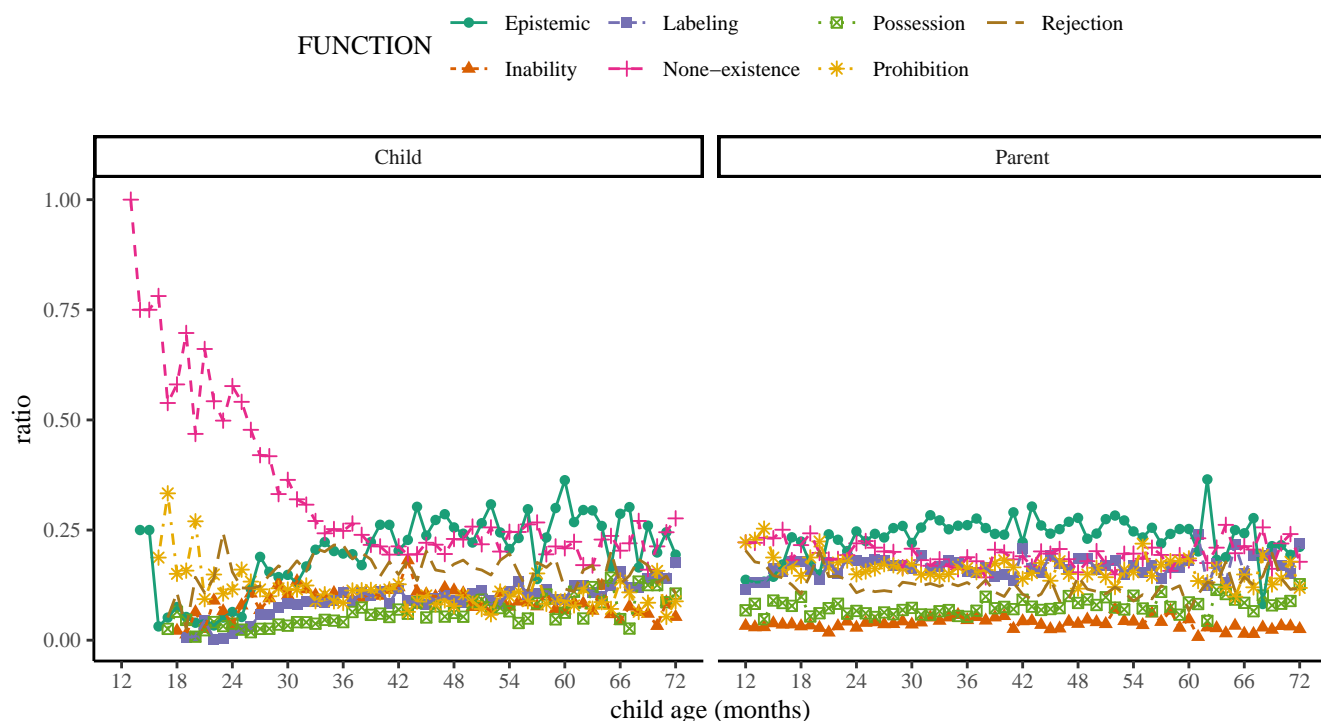 FUNCTION
Epistemic Labeling Possession Rejection
Inability None−existence Prohibition
Child Parent
1.00
0.75
0.50
0.25
0.00
ratio
12 18 24 30 36 42 48 54 60 66 72 12 18 24 30 36 42 48 54 60 66 72
child age (months)